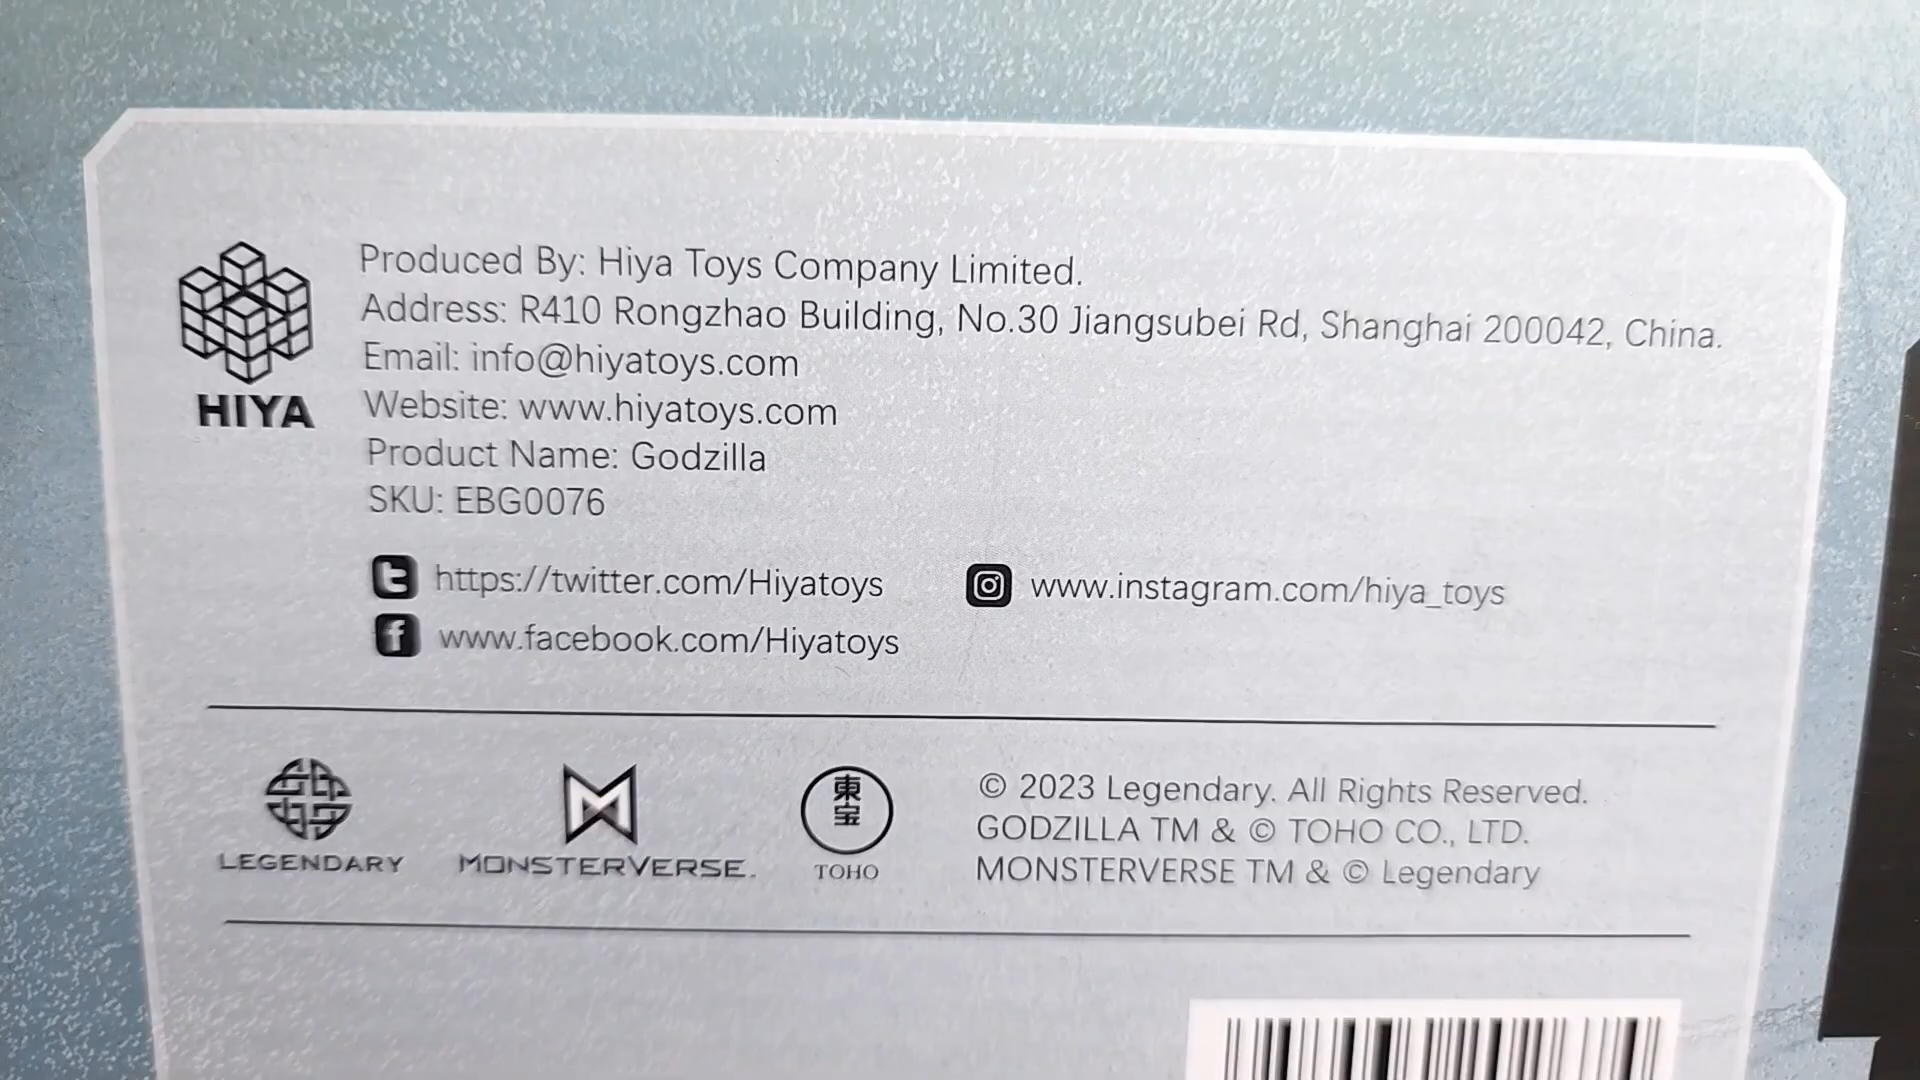 Produced By: Hiya Toys Company Limited.
Address: R410 Rongzhao Building, No.30 Jiangsubei Rd, Shanghai 200042, China.
Email: info@hiyatoys.com
HIYA
Website: www.hiyatoys.com
Product Name: Godzilla
SKU: EBG0076
https://twitter.com/Hiyatoys
www.instagram.com/hiya_toys
www.facebook.com/Hiyatoys
LEGENDARY
MONSTERVERSE.
東宝
TOHO
© 2023 Legendary. All Rights Reserved.
GODZILLA TM & © TOHO CO., LTD.
MONSTERVERSE TM & © Legendary